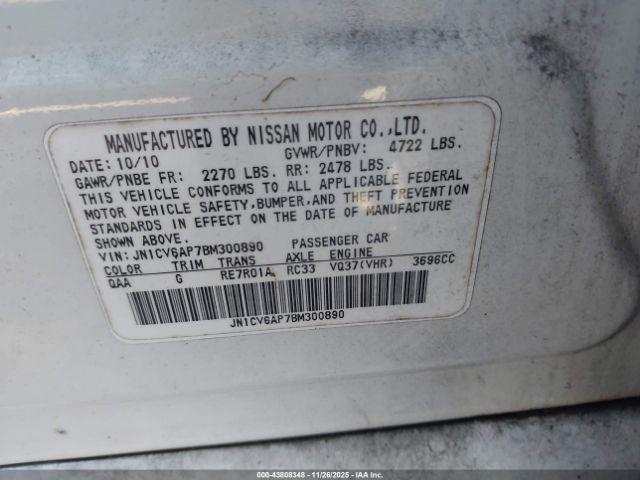 MANUFACTURED BY NISSAN MOTOR CO.,LTD.
DATE: 10/10 GVWR/PNBV: 4722 LBS.
GAWR/PNBE FR: 2270 LBS. RR: 2478 LBS.
THIS VEHICLE CONFORMS TO ALL APPLICABLE FEDERAL
MOTOR VEHICLE SAFETY, BUMPER, AND THEFT PREVENTION
STANDARDS IN EFFECT ON THE DATE OF MANUFACTURE
SHOWN ABOVE.
VIN: JN1CV6AP7BM300890 PASSENGER CAR
COLOR TRIM TRANS AXLE ENGINE
QAA G RE7R01A RC33 VQ37(VHR) 3696CC
JN1CV6AP7BM300890
000-43808348 | 11/26/2025 | IAA Inc. All Rights Reserved.